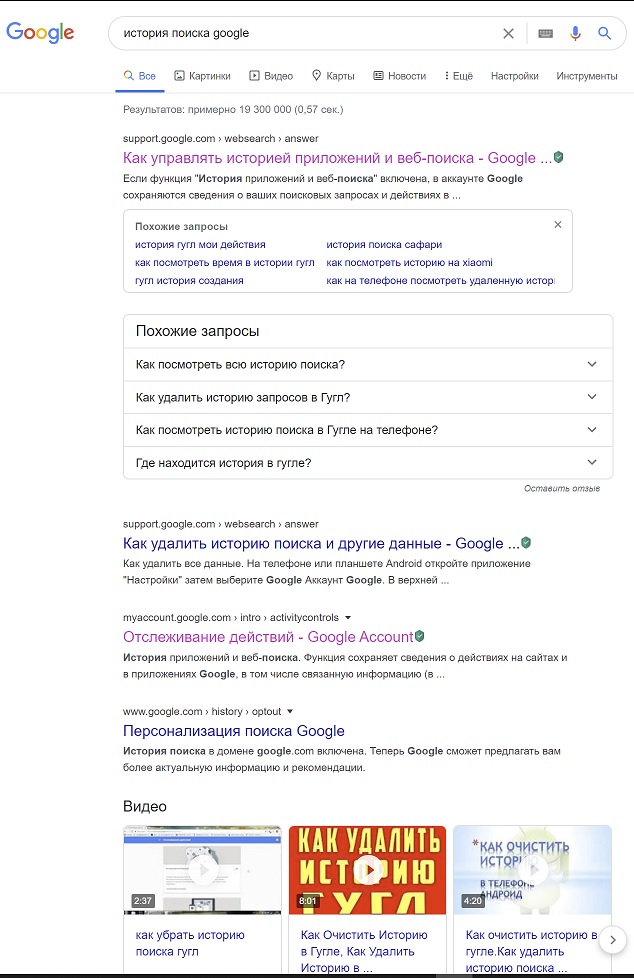 Google
история поиска google
Все
Картинки
Видео
Карты
Новости
Ещё
Настройки
Инструменты
Результатов: примерно 19 300 000 (0,57 сек.)
support.google.com › websearch › answer
Как управлять историей приложений и веб-поиска - Google ...
Если функция "История приложений и веб-поиска" включена, в аккаунте Google
сохраняются сведения о ваших поисковых запросах и действиях в ...
Похожие запросы
история гугл мои действия
история поиска сафари
как посмотреть время в истории гугл
как посмотреть историю на xiaomi
гугл история создания
как на телефоне посмотреть удаленную истор
Похожие запросы
Как посмотреть всю историю поиска?
Как удалить историю запросов в Гугл?
Как посмотреть историю поиска в Гугле на телефоне?
Где находится история в гугле?
Оставить отзыв
support.google.com › websearch › answer
Как удалить историю поиска и другие данные - Google ...
Как удалить все данные. На телефоне или планшете Android откройте приложение
"Настройки" затем выберите Google Аккаунт Google. В верхней ...
myaccount.google.com › intro › activitycontrols
Отслеживание действий - Google Account
История приложений и веб-поиска. Функция сохраняет сведения о действиях на сайтах и
в приложениях Google, в том числе связанную информацию (в ...
www.google.com › history › optout
Персонализация поиска Google
История поиска в домене google.com включена. Теперь Google сможет предлагать вам
более актуальную информацию и рекомендации.
Видео
2:37
КАК УДАЛИТЬ
ИСТОРИЮ
ГУГЛ
8:01
*КАК ОЧИСТИТЬ
В ТЕЛЕФОНЕ
АНДРОИД
4:20
как убрать историю
поиска гугл
Как Очистить Историю
в Гугле, Как Удалить
Историю в ...
Как очистить историю в
гугле.Как удалить
историю поиска ...